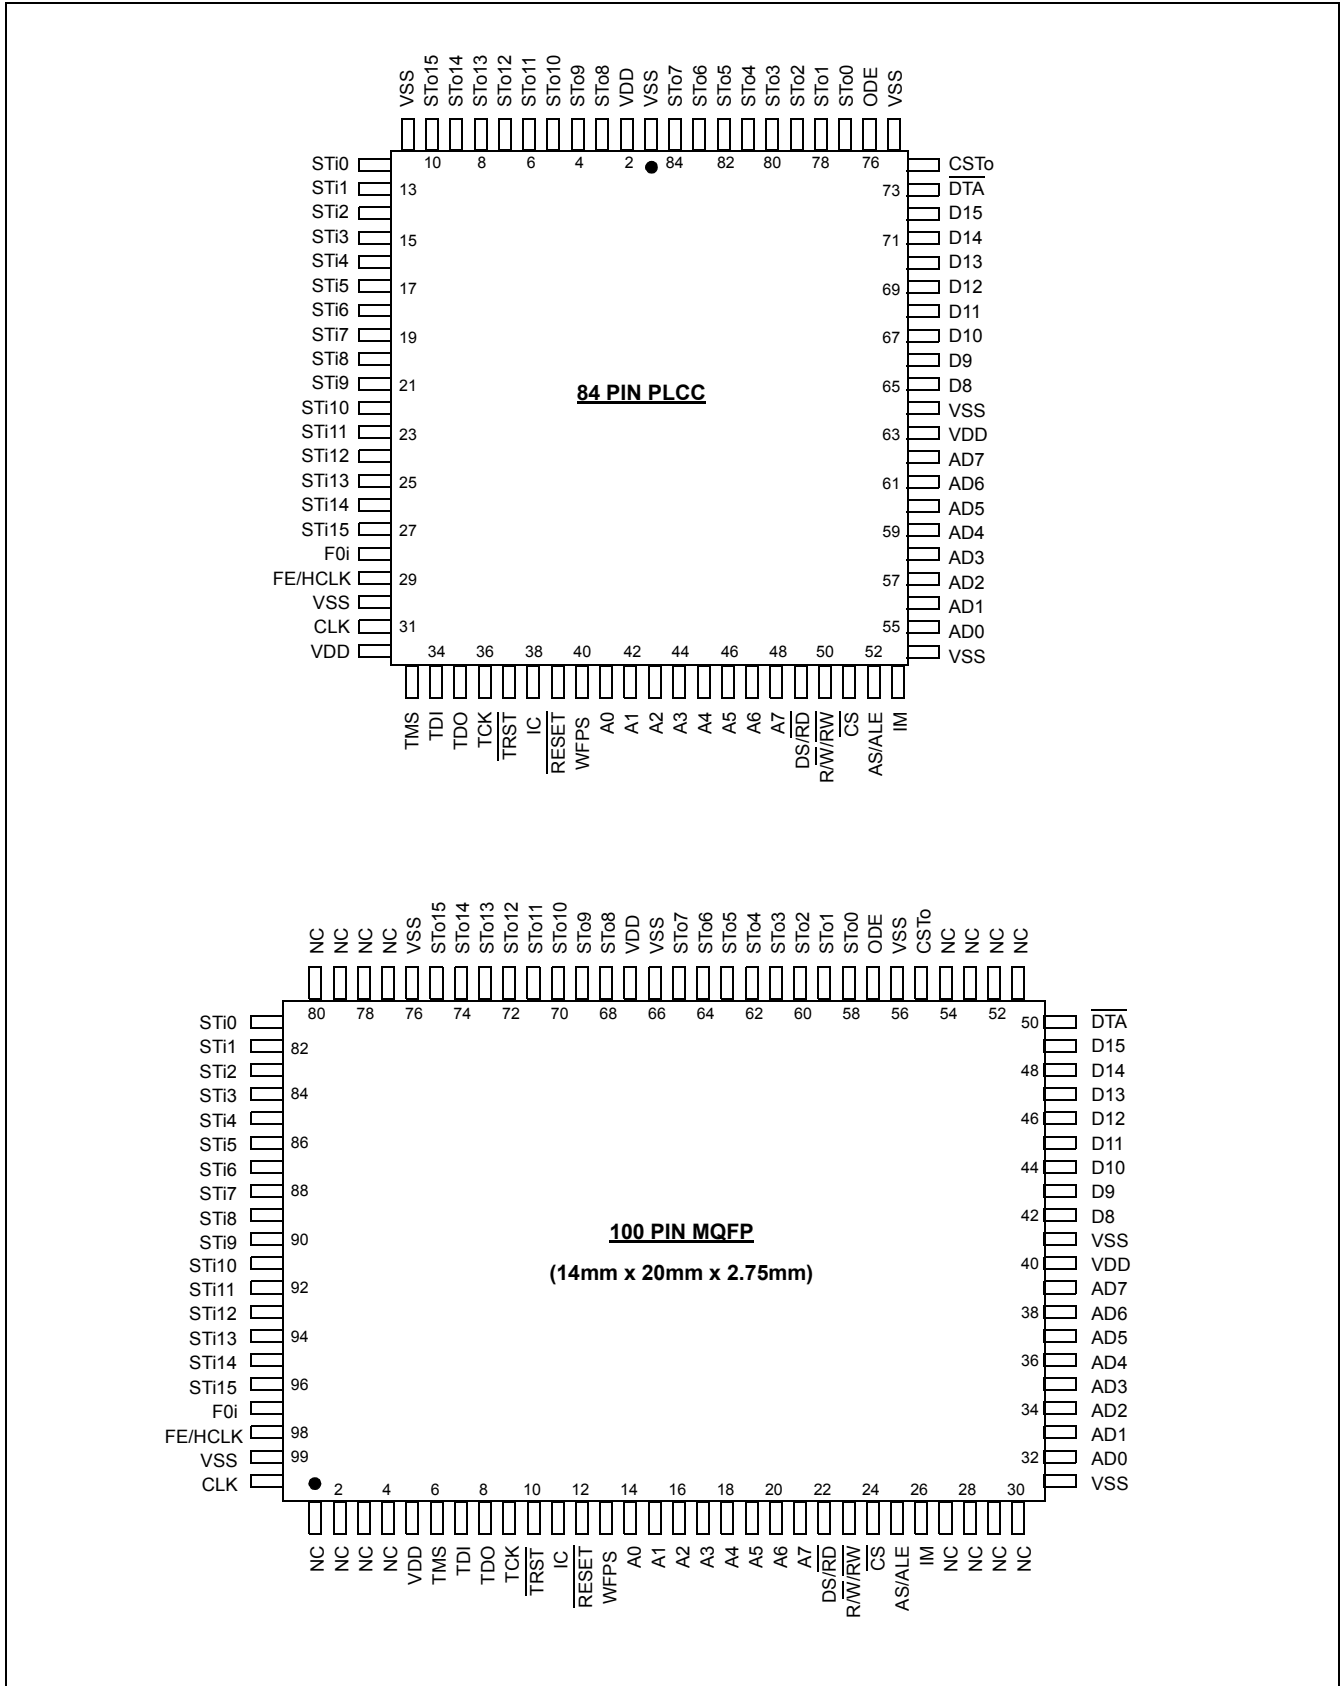 VSS STo15 STo14 STo13 STo12 STo11 STo10 STo9 STo8 VDD VSS STo7 STo6 STo5 STo4 STo3 STo2 STo1 STo0 ODE VSS
10 8 6 4 2 84 82 80 78 76
STi0 CSTo
STi1 13 73 DTA
STi2 D15
STi3 15 71 D14
STi4 D13
STi5 17 69 D12
STi6 D11
STi7 19 67 D10
STi8 D9
STi9 21 65 D8
84 PIN PLCC
STi10 VSS
STi11 23 63 VDD
STi12 AD7
STi13 25 61 AD6
STi14 AD5
STi15 27 59 AD4
F0i AD3
FE/HCLK 29 57 AD2
VSS AD1
CLK 31 55 AD0
VDD VSS
34 36 38 40 42 44 46 48 50 52
TMS TDI TDO TCK TRST IC RESET WFPS A0 A1 A2 A3 A4 A5 A6 A7 DS/RD R/W/RW CS AS/ALE IM
NC NC NC NC VSS STo15 STo14 STo13 STo12 STo11 STo10 STo9 STo8 VDD VSS STo7 STo6 STo5 STo4 STo3 STo2 STo1 STo0 ODE VSS CSTo NC NC NC NC
80 78 76 74 72 70 68 66 64 62 60 58 56 54 52
STi0 50 DTA
STi1 82 D15
STi2 48 D14
STi3 84 D13
STi4 46 D12
STi5 86 D11
STi6 44 D10
STi7 88 D9
STi8 42 D8
100 PIN MQFP
STi9 90 VSS
STi10 40 VDD
(14mm x 20mm x 2.75mm)
STi11 92 AD7
STi12 38 AD6
STi13 94 AD5
STi14 36 AD4
STi15 96 AD3
F0i 34 AD2
FE/HCLK 98 AD1
VSS 99 32 AD0
CLK VSS
2 4 6 8 10 12 14 16 18 20 22 24 26 28 30
NC NC NC NC VDD TMS TDI TDO TCK TRST IC RESET WFPS A0 A1 A2 A3 A4 A5 A6 A7 DS/RD R/W/RW CS AS/ALE IM NC NC NC NC